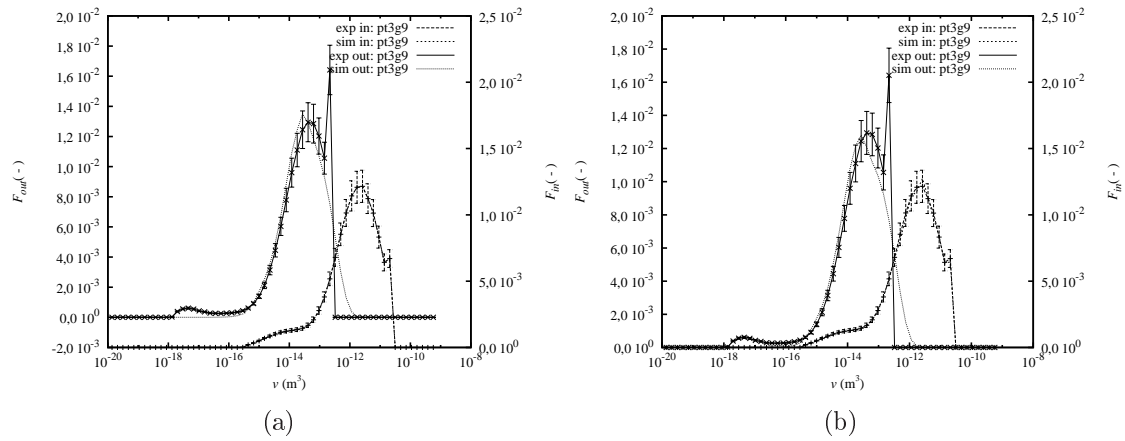 2,0 10⁻²
1,8 10⁻²
1,6 10⁻²
1,4 10⁻²
1,2 10⁻²
1,0 10⁻²
8,0 10⁻³
6,0 10⁻³
4,0 10⁻³
2,0 10⁻³
0,0 10⁰
-2,0 10⁻³
F_out( - )
10⁻²⁰ 10⁻¹⁸ 10⁻¹⁶ 10⁻¹⁴ 10⁻¹² 10⁻¹⁰ 10⁻⁸
v (m³)
2,5 10⁻²
2,0 10⁻²
1,5 10⁻²
1,0 10⁻²
5,0 10⁻³
0,0 10⁰
F_in( - )
exp in: pt3g9
sim in: pt3g9
exp out: pt3g9
sim out: pt3g9
(a)
2,0 10⁻²
1,8 10⁻²
1,6 10⁻²
1,4 10⁻²
1,2 10⁻²
1,0 10⁻²
8,0 10⁻³
6,0 10⁻³
4,0 10⁻³
2,0 10⁻³
0,0 10⁰
F_out( - )
10⁻²⁰ 10⁻¹⁸ 10⁻¹⁶ 10⁻¹⁴ 10⁻¹² 10⁻¹⁰ 10⁻⁸
v (m³)
2,5 10⁻²
2,0 10⁻²
1,5 10⁻²
1,0 10⁻²
5,0 10⁻³
0,0 10⁰
F_in( - )
exp in: pt3g9
sim in: pt3g9
exp out: pt3g9
sim out: pt3g9
(b)